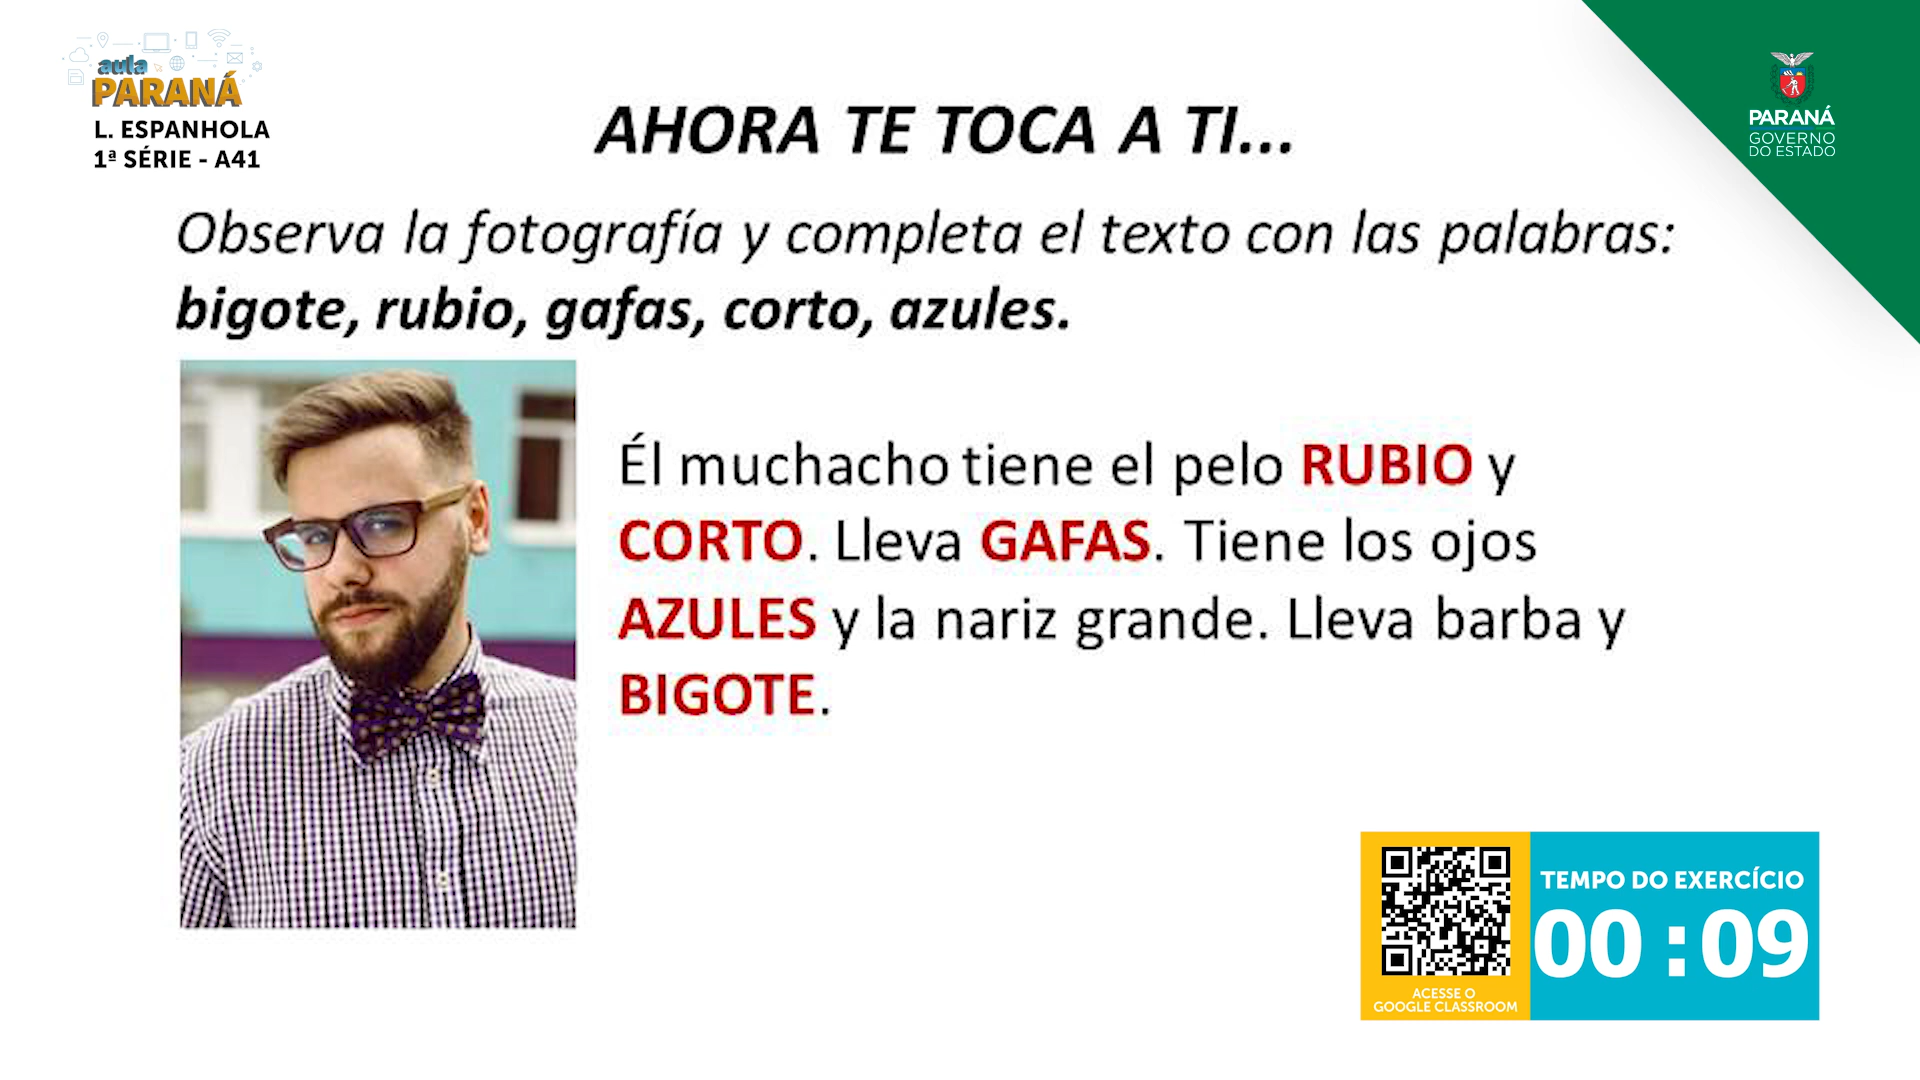 aula
PARANÁ
L. ESPANHOLA
1ª SÉRIE - A41
PARANÁ
GOVERNO
DO ESTADO
AHORA TE TOCA A TI...
Observa la fotografía y completa el texto con las palabras:
bigote, rubio, gafas, corto, azules.
Él muchacho tiene el pelo RUBIO y
CORTO. Lleva GAFAS. Tiene los ojos
AZULES y la nariz grande. Lleva barba y
BIGOTE.
ACESSE O
GOOGLE CLASSROOM
TEMPO DO EXERCÍCIO
00:09